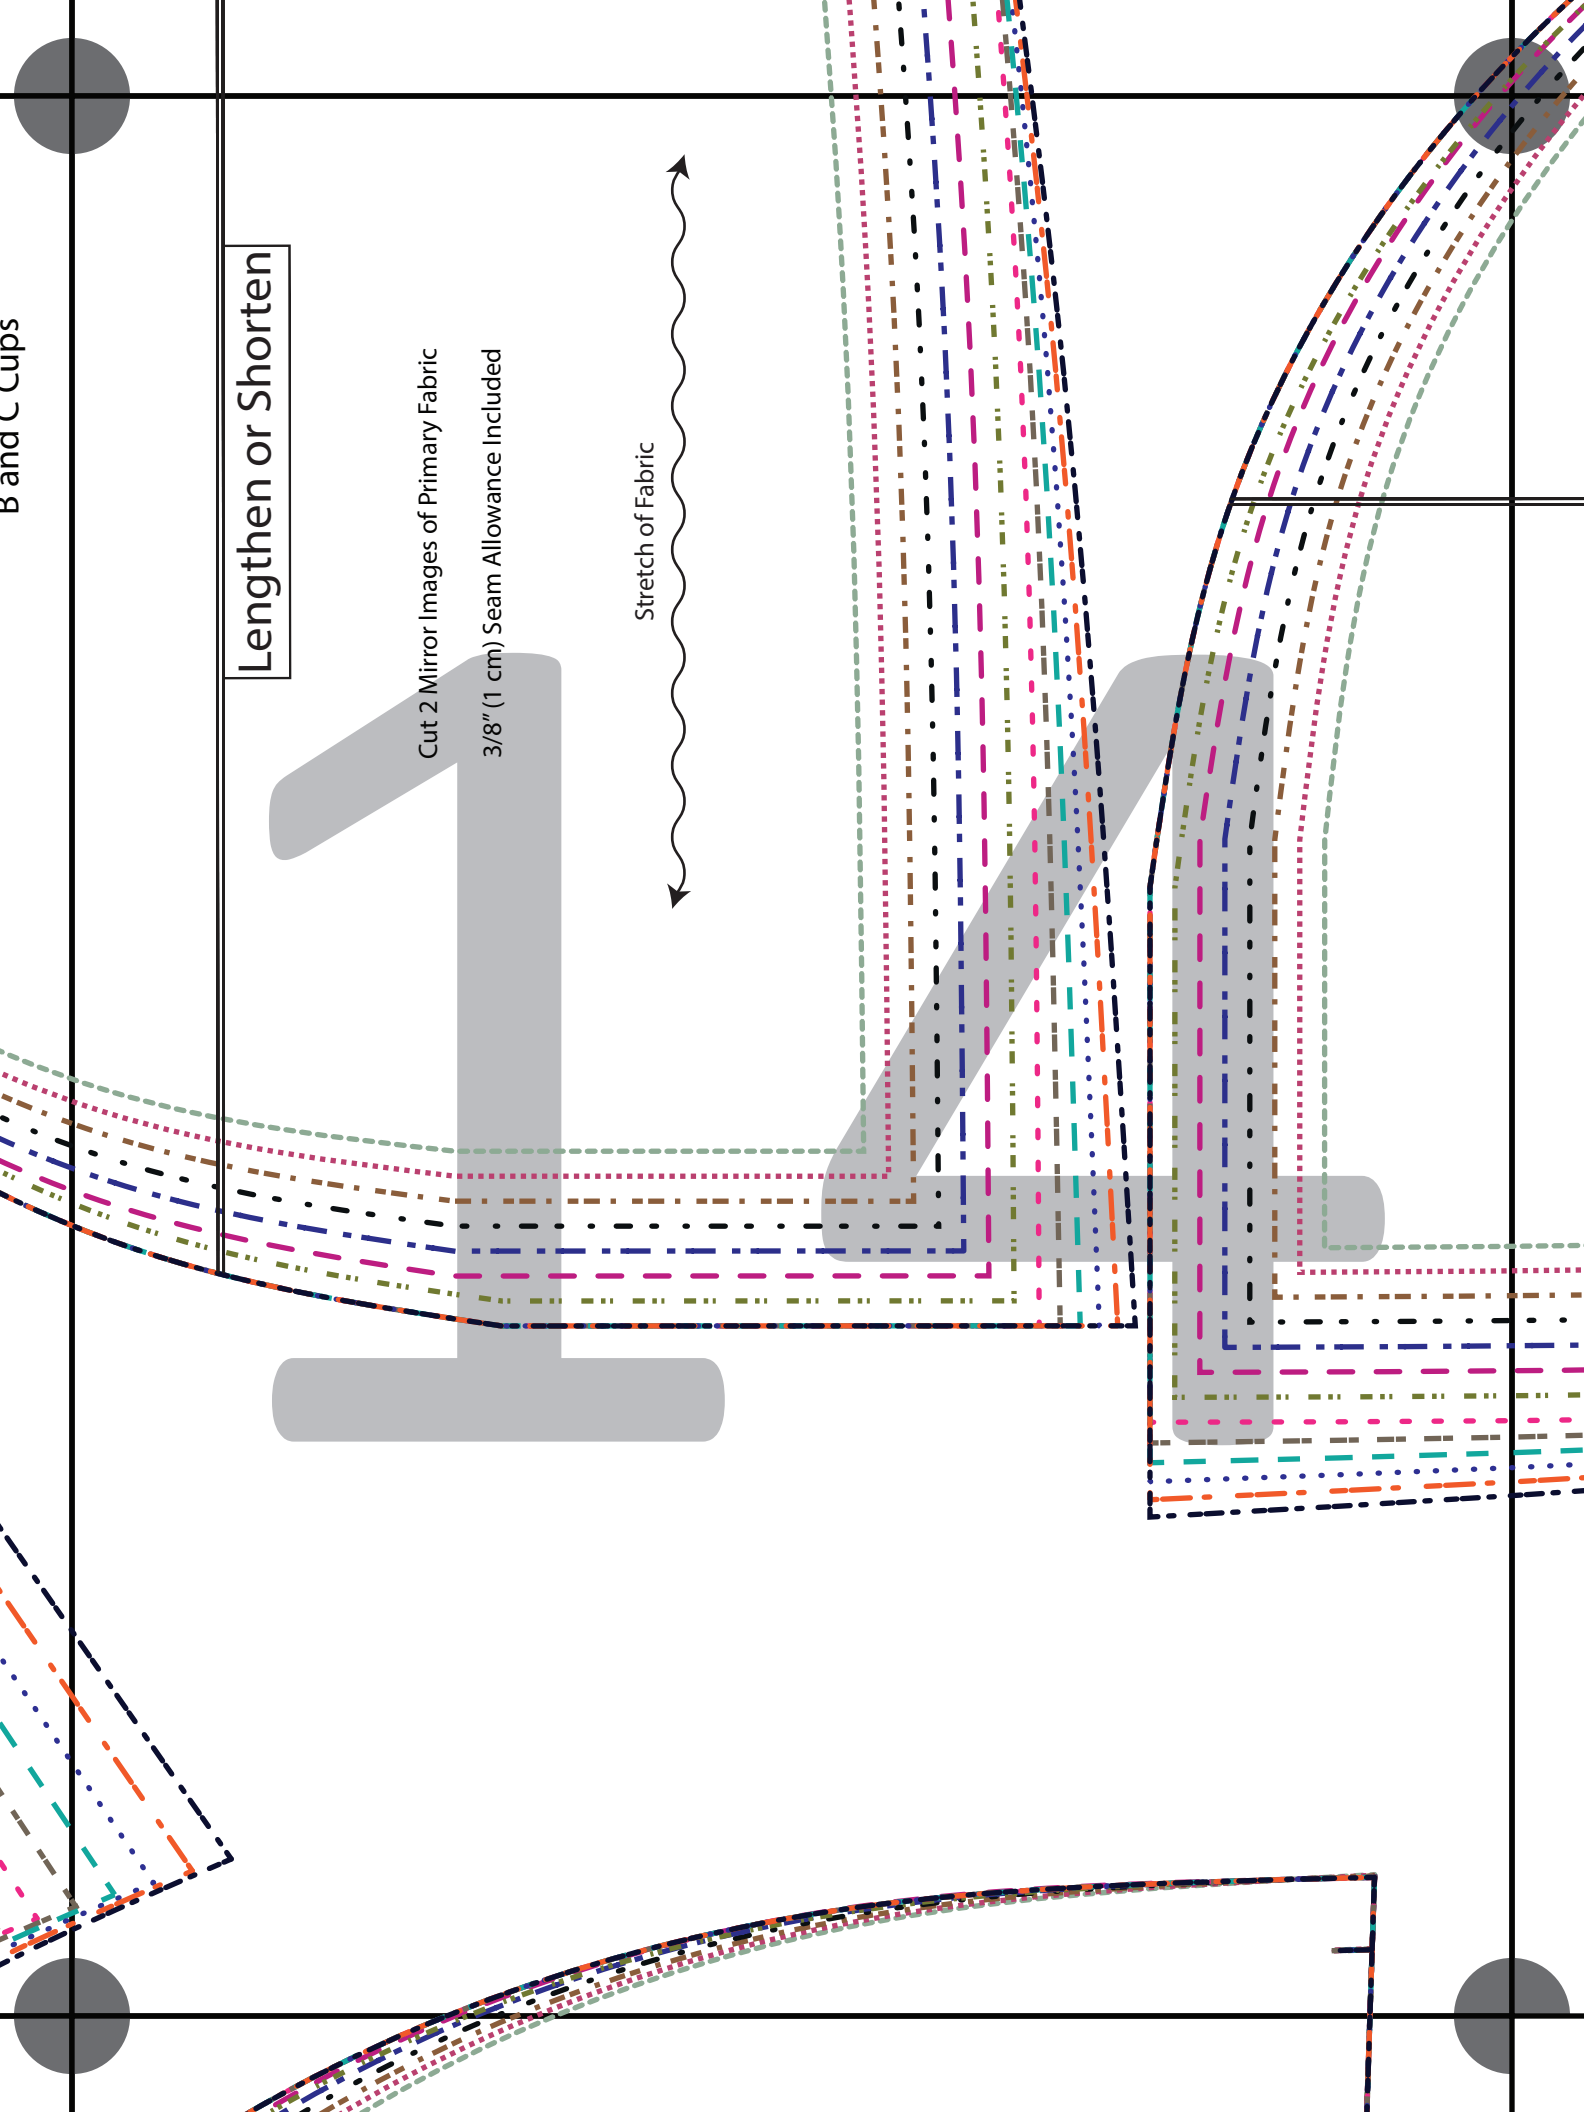 B and C Cups
Lengthen or Shorten
Cut 2 Mirror Images of Primary Fabric
3/8" (1 cm) Seam Allowance Included
Stretch of Fabric
14